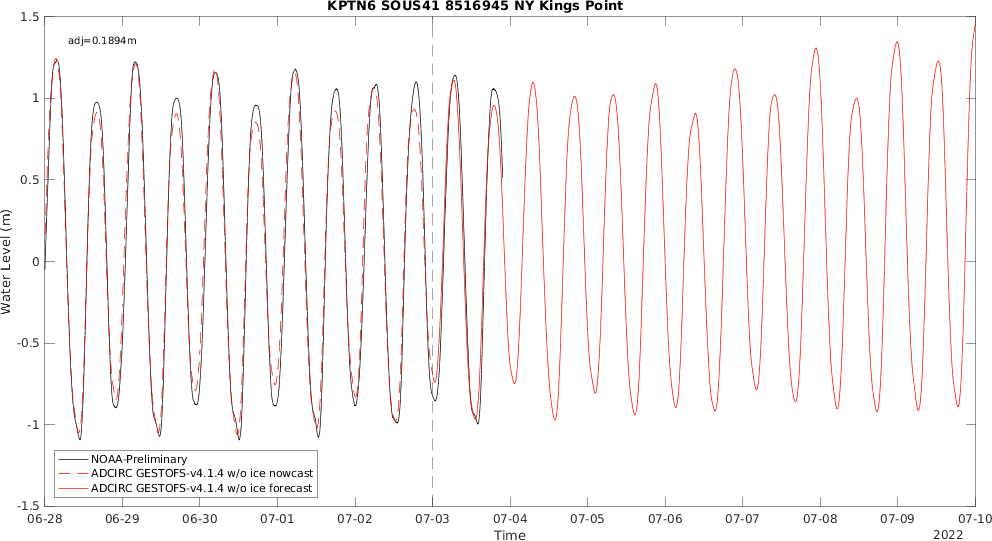 KPTN6 SOUS41 8516945 NY Kings Point
adj=0.1894m
1.5
1
0.5
0
-0.5
-1
-1.5
Water Level (m)
NOAA-Preliminary
ADCIRC GESTOFS-v4.1.4 w/o ice nowcast
ADCIRC GESTOFS-v4.1.4 w/o ice forecast
06-28 06-29 06-30 07-01 07-02 07-03 07-04 07-05 07-06 07-07 07-08 07-09 07-10
Time
2022